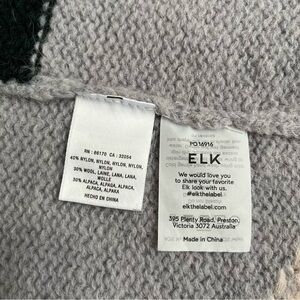 RN : 66170 CA : 32054
40% NYLON, NYLON, NYLON, NYLON,
NYLON
30% WOOL, LAINE, LANA, LANA,
WOLLE
30% ALPACA, ALPAGA, ALPACA,
ALPACA, ALPAKA
HECHO EN CHINA
PO16916
ELK
We would love you
to share your favorite
Elk look with us.
#elkthelabel
elkthelabel.com
395 Plenty Road, Preston,
Victoria 3072 Australia
Made in China